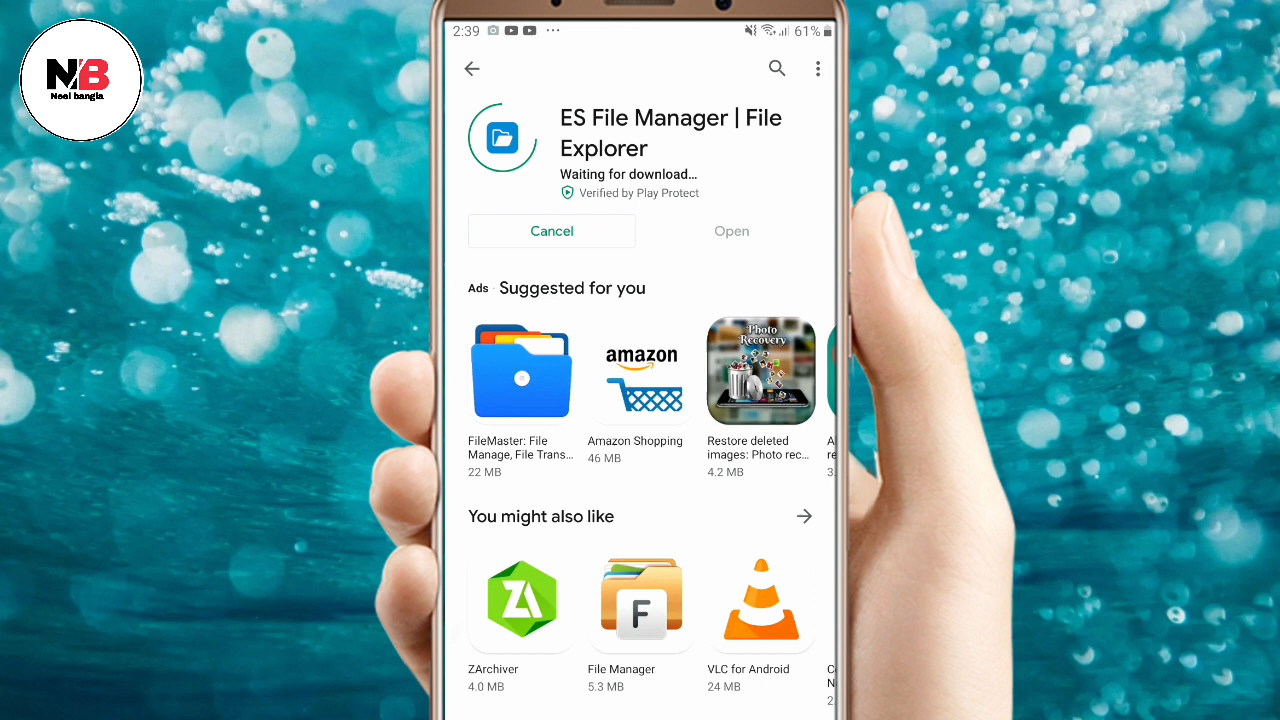 NB
Neel bangla
2:39
61%
ES File Manager | File
Explorer
Waiting for download...
Verified by Play Protect
Cancel
Open
Ads · Suggested for you
Photo
Recovery
amazon
FileMaster: File
Manage, File Trans...
22 MB
Amazon Shopping
46 MB
Restore deleted
images: Photo rec...
4.2 MB
You might also like
ZA
F
ZArchiver
4.0 MB
File Manager
5.3 MB
VLC for Android
24 MB